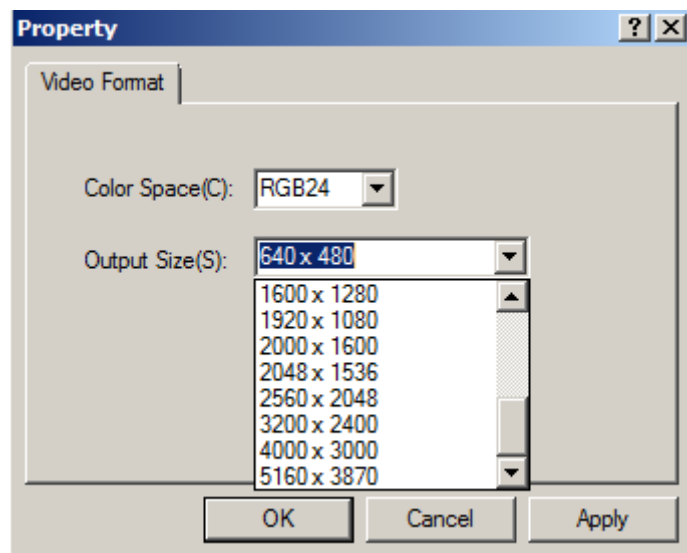 Property
Video Format
Color Space(C): RGB24
Output Size(S): 640 x 480
1600 x 1280
1920 x 1080
2000 x 1600
2048 x 1536
2560 x 2048
3200 x 2400
4000 x 3000
5160 x 3870
OK Cancel Apply